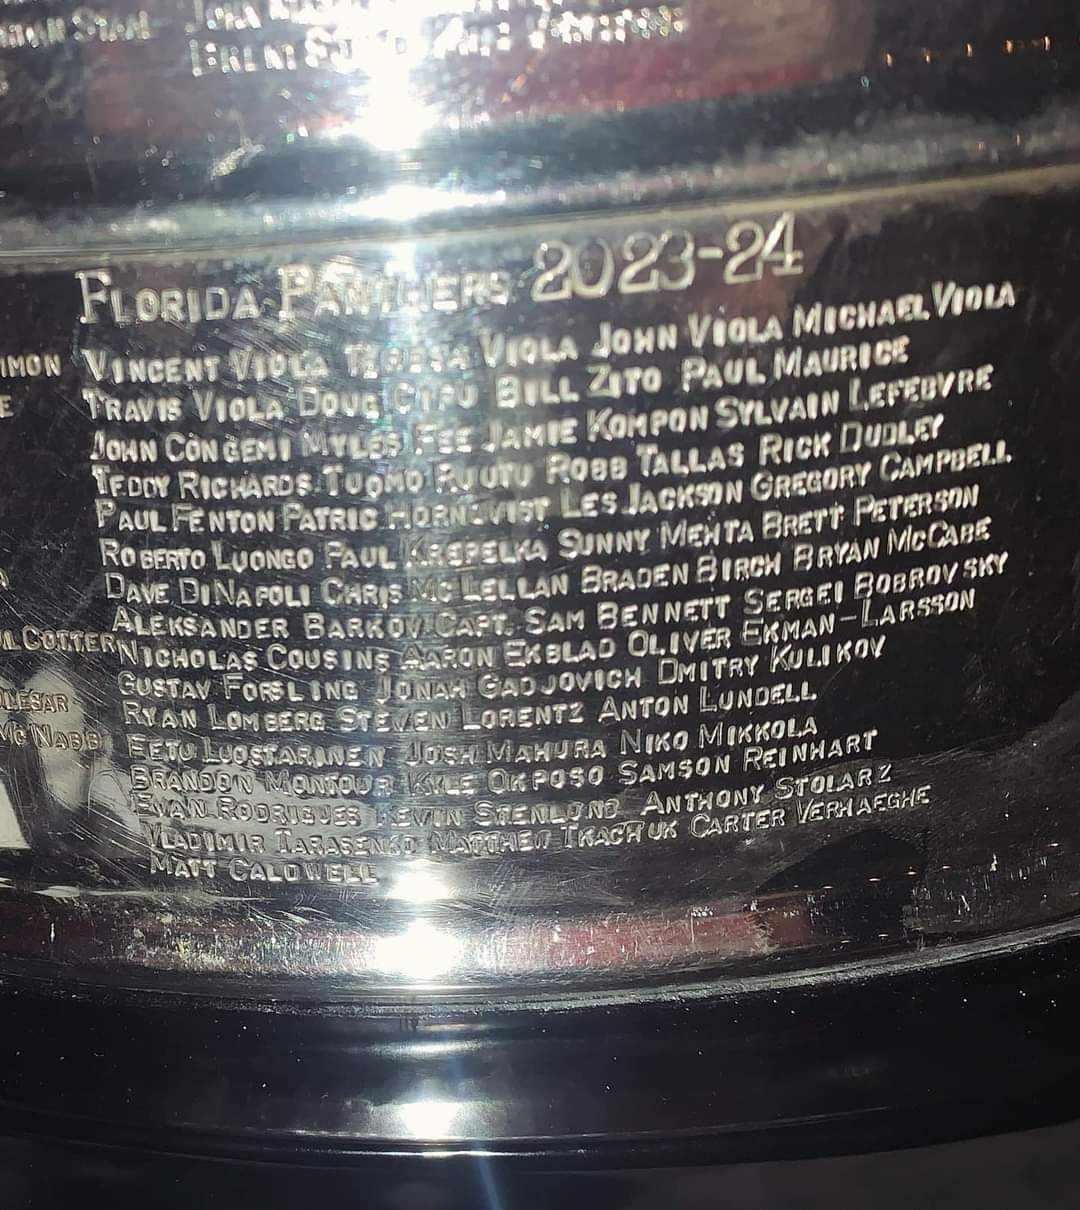 FLORIDA PANTHERS 2023-24
VINCENT VIOLA TERESA VIOLA JOHN VIOLA MICHAEL VIOLA
TRAVIS VIOLA DOUG CIFU BILL ZITO PAUL MAURICE
JOHN CONGEMI MYLES FEE JAMIE KOMPON SYLVAIN LEFEBVRE
TEDDY RICHARDS TUOMO RUUTU ROBB TALLAS RICK DUDLEY
PAUL FENTON PATRIC HORNQVIST LES JACKSON GREGORY CAMPBELL
ROBERTO LUONGO PAUL KREPELKA SUNNY MEHTA BRETT PETERSON
DAVE DINAPOLI CHRIS MCLELLAN BRADEN BIRCH BRYAN MCCABE
ALEKSANDER BARKOV CAPT. SAM BENNETT SERGEI BOBROVSKY
NICHOLAS COUSINS AARON EKBLAD OLIVER EKMAN-LARSSON
GUSTAV FORSLING JONAH GADJOVICH DMITRY KULIKOV
RYAN LOMBERG STEVEN LORENTZ ANTON LUNDELL
EETU LUOSTARINEN JOSH MAHURA NIKO MIKKOLA
BRANDON MONTOUR KYLE OKPOSO SAMSON REINHART
EVAN RODRIGUES KEVIN STENLUND ANTHONY STOLARZ
VLADIMIR TARASENKO MATTHEW TKACHUK CARTER VERHAEGHE
MATT CALDWELL
IMON
E
COTTER
LESAR
MCNABB